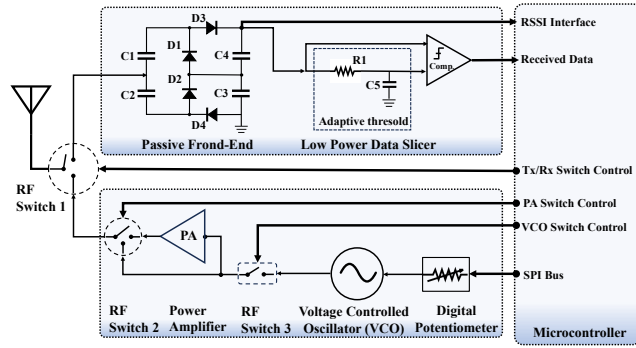 D3
RSSI Interface
C1
D1
C4
R1
Received Data
Comp.
D2
C5
C2
C3
D4
Adaptive thresold
Passive Frond-End
Low Power Data Slicer
RF
Switch 1
Tx/Rx Switch Control
PA Switch Control
PA
VCO Switch Control
SPI Bus
RF
Switch 2
Power
Amplifier
RF
Switch 3
Voltage Controlled
Oscillator (VCO)
Digital
Potentiometer
Microcontroller